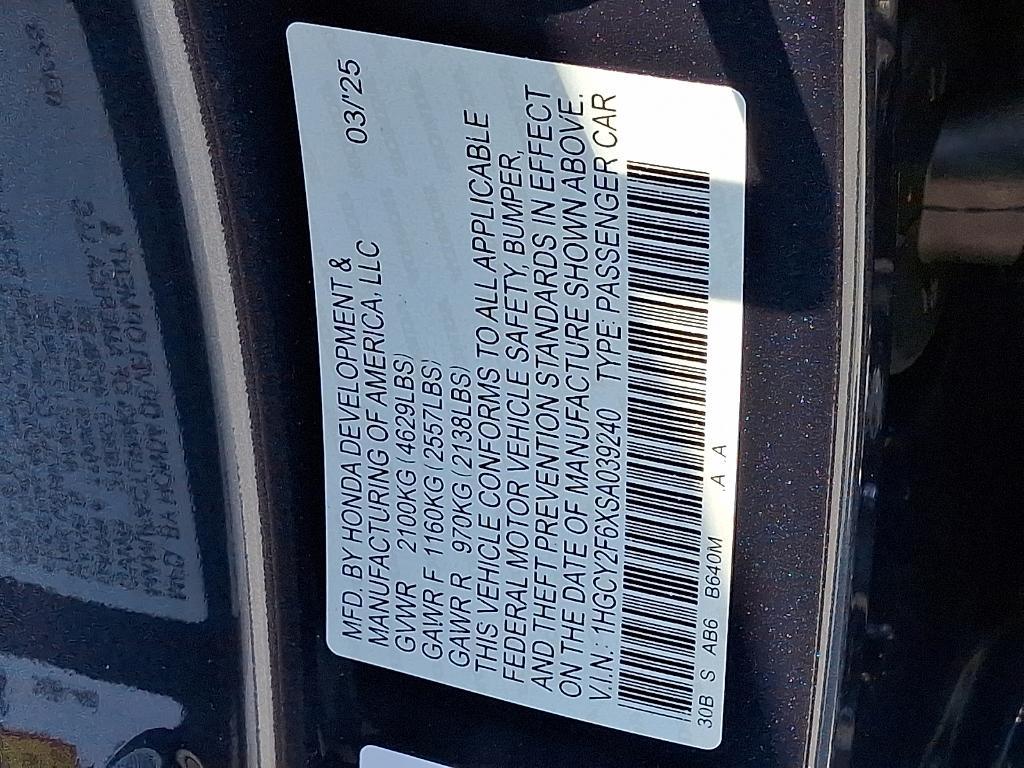 MFD. BY HONDA DEVELOPMENT &
MANUFACTURING OF AMERICA, LLC 03/'25
GVWR 2100KG (4629LBS)
GAWR F 1160KG (2557LBS)
GAWR R 970KG (2138LBS)
THIS VEHICLE CONFORMS TO ALL APPLICABLE
FEDERAL MOTOR VEHICLE SAFETY, BUMPER,
AND THEFT PREVENTION STANDARDS IN EFFECT
ON THE DATE OF MANUFACTURE SHOWN ABOVE.
V.I.N.: 1HGCY2F6XSA039240 TYPE: PASSENGER CAR
30B S AB6 B640M .A .A